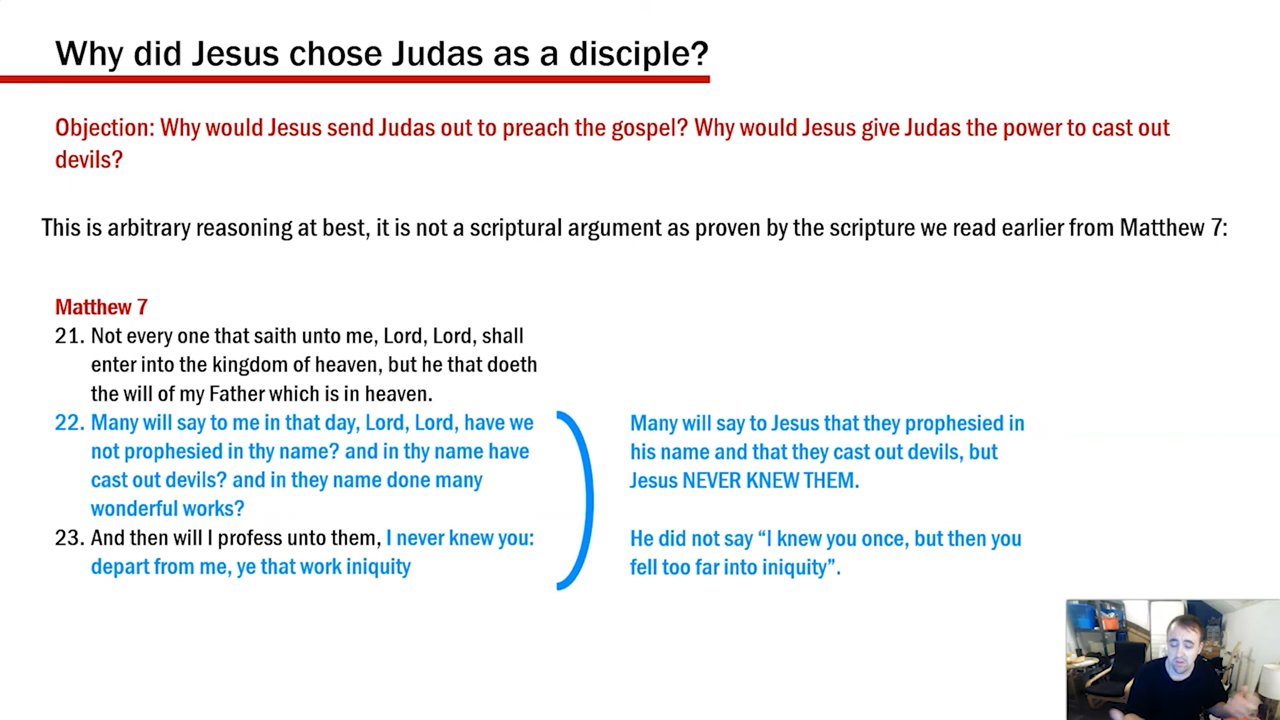 Why did Jesus chose Judas as a disciple?
Objection: Why would Jesus send Judas out to preach the gospel? Why would Jesus give Judas the power to cast out
devils?
This is arbitrary reasoning at best, it is not a scriptural argument as proven by the scripture we read earlier from Matthew 7:
Matthew 7
21. Not every one that saith unto me, Lord, Lord, shall
enter into the kingdom of heaven, but he that doeth
the will of my Father which is in heaven.
22. Many will say to me in that day, Lord, Lord, have we
not prophesied in thy name? and in thy name have
cast out devils? and in they name done many
wonderful works?
23. And then will I profess unto them, I never knew you:
depart from me, ye that work iniquity
Many will say to Jesus that they prophesied in
his name and that they cast out devils, but
Jesus NEVER KNEW THEM.
He did not say “I knew you once, but then you
fell too far into iniquity”.